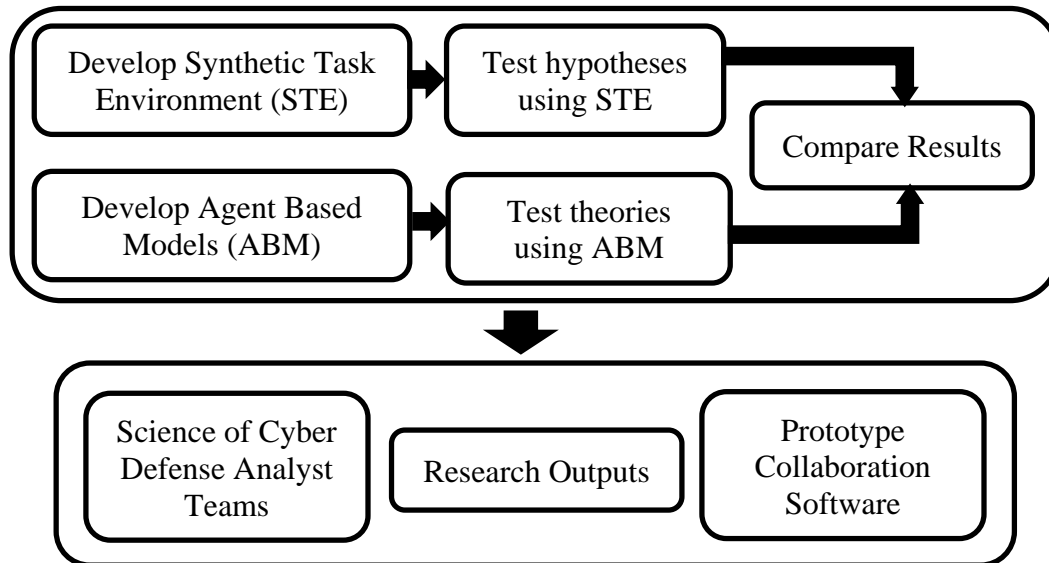 Develop Synthetic Task
Environment (STE)
Test hypotheses
using STE
Compare Results
Develop Agent Based
Models (ABM)
Test theories
using ABM
Science of Cyber
Defense Analyst
Teams
Research Outputs
Prototype
Collaboration
Software